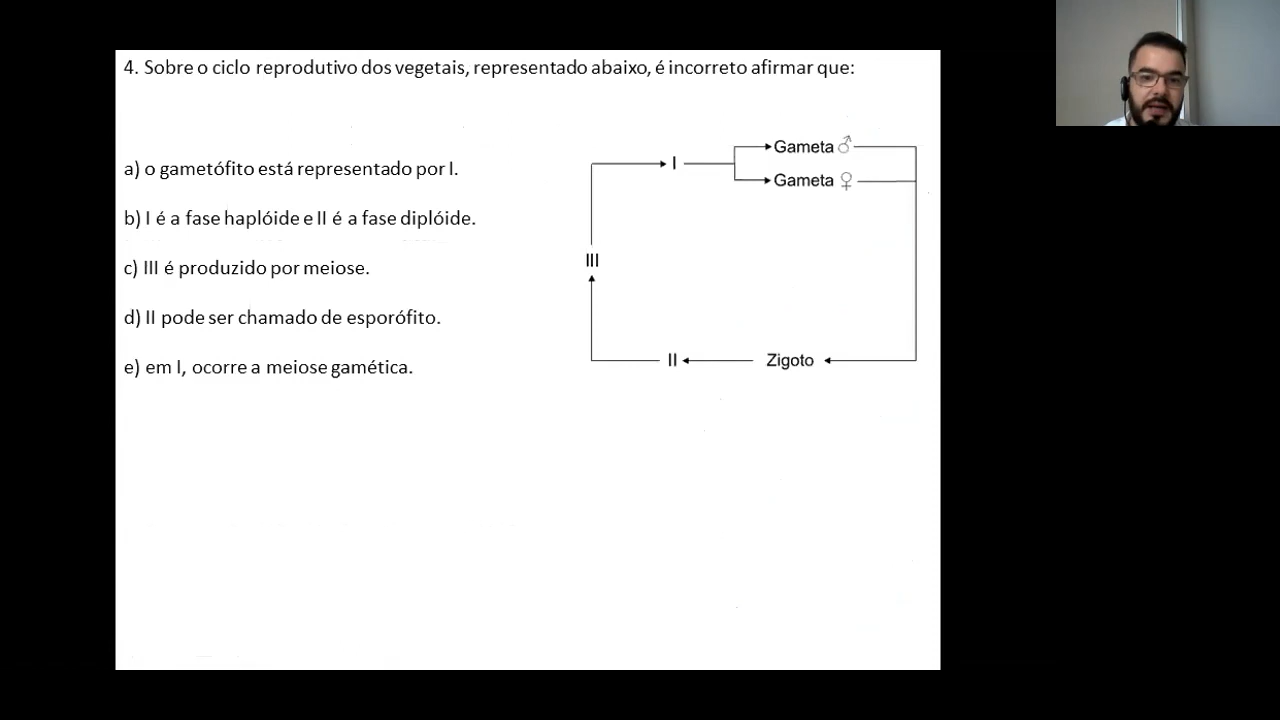 4. Sobre o ciclo reprodutivo dos vegetais, representado abaixo, é incorreto afirmar que:
a) o gametófito está representado por I.
b) I é a fase haplóide e II é a fase diplóide.
c) III é produzido por meiose.
d) II pode ser chamado de esporófito.
e) em I, ocorre a meiose gamética.
Gameta ♂
I
Gameta ♀
III
II
Zigoto